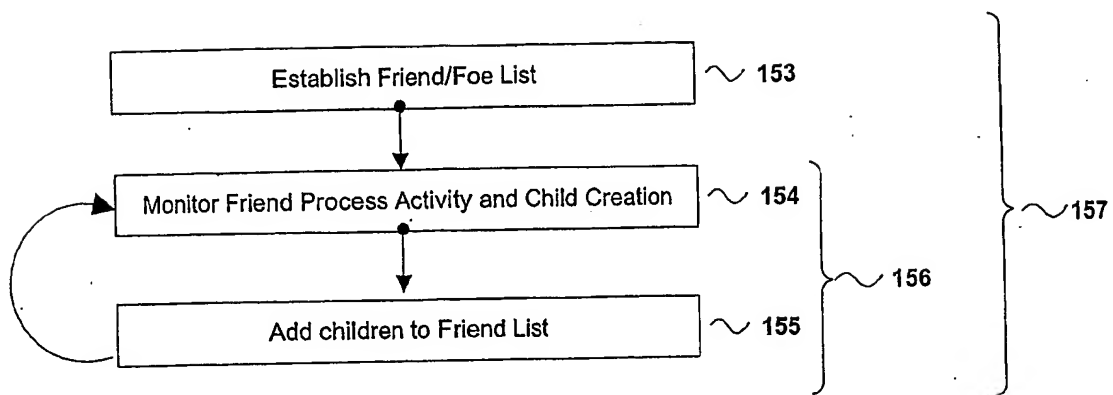 Establish Friend/Foe List
153
Monitor Friend Process Activity and Child Creation
154
157
156
Add children to Friend List
155